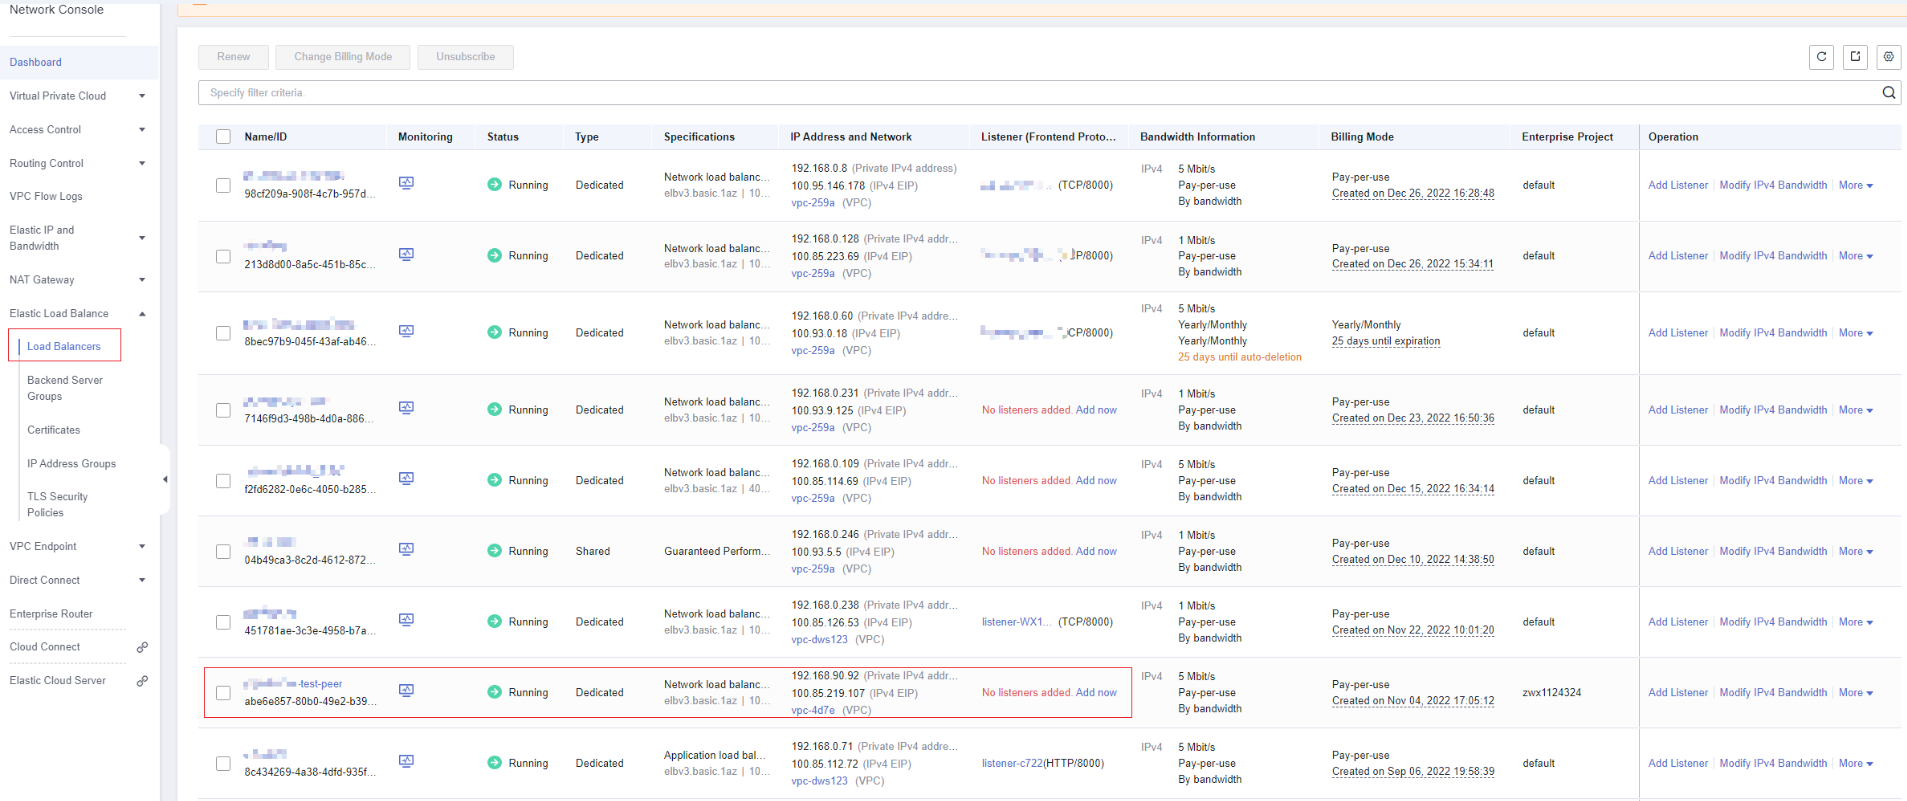 Network Console
Dashboard
Virtual Private Cloud
Access Control
Routing Control
VPC Flow Logs
Elastic IP and
Bandwidth
NAT Gateway
Elastic Load Balance
Load Balancers
Backend Server
Groups
Certificates
IP Address Groups
TLS Security
Policies
VPC Endpoint
Direct Connect
Enterprise Router
Cloud Connect
Elastic Cloud Server
Renew Change Billing Mode Unsubscribe
Specify filter criteria.
Name/ID Monitoring Status Type Specifications IP Address and Network Listener (Frontend Proto... Bandwidth Information Billing Mode Enterprise Project Operation
98cf209a-908f-4c7b-957d...
Running
Dedicated
Network load balanc...
elbv3.basic.1az | 10...
192.168.0.8 (Private IPv4 address)
100.95.146.178 (IPv4 EIP)
vpc-259a (VPC)
(TCP/8000)
IPv4 5 Mbit/s
Pay-per-use
By bandwidth
Pay-per-use
Created on Dec 26, 2022 16:28:48
default
Add Listener Modify IPv4 Bandwidth More
213d8d00-8a5c-451b-85c...
Running
Dedicated
Network load balanc...
elbv3.basic.1az | 10...
192.168.0.128 (Private IPv4 addr...
100.85.223.69 (IPv4 EIP)
vpc-259a (VPC)
P/8000)
IPv4 1 Mbit/s
Pay-per-use
By bandwidth
Pay-per-use
Created on Dec 26, 2022 15:34:11
default
Add Listener Modify IPv4 Bandwidth More
8bec97b9-045f-43af-ab46...
Running
Dedicated
Network load balanc...
elbv3.basic.1az | 10...
192.168.0.60 (Private IPv4 addre...
100.93.0.18 (IPv4 EIP)
vpc-259a (VPC)
CP/8000)
IPv4 5 Mbit/s
Yearly/Monthly
Yearly/Monthly
25 days until auto-deletion
Yearly/Monthly
25 days until expiration
default
Add Listener Modify IPv4 Bandwidth More
7146f9d3-498b-4d0a-886...
Running
Dedicated
Network load balanc...
elbv3.basic.1az | 10...
192.168.0.231 (Private IPv4 addr...
100.93.9.125 (IPv4 EIP)
vpc-259a (VPC)
No listeners added. Add now
IPv4 1 Mbit/s
Pay-per-use
By bandwidth
Pay-per-use
Created on Dec 23, 2022 16:50:36
default
Add Listener Modify IPv4 Bandwidth More
f2fd6282-0e6c-4050-b285...
Running
Dedicated
Network load balanc...
elbv3.basic.1az | 40...
192.168.0.109 (Private IPv4 addr...
100.85.114.69 (IPv4 EIP)
vpc-259a (VPC)
No listeners added. Add now
IPv4 5 Mbit/s
Pay-per-use
By bandwidth
Pay-per-use
Created on Dec 15, 2022 16:34:14
default
Add Listener Modify IPv4 Bandwidth More
04b49ca3-8c2d-4612-872...
Running
Shared
Guaranteed Perform...
192.168.0.246 (Private IPv4 addr...
100.93.5.5 (IPv4 EIP)
vpc-259a (VPC)
No listeners added. Add now
IPv4 1 Mbit/s
Pay-per-use
By bandwidth
Pay-per-use
Created on Dec 10, 2022 14:38:50
default
Add Listener Modify IPv4 Bandwidth More
451781ae-3c3e-4958-b7a...
Running
Dedicated
Network load balanc...
elbv3.basic.1az | 10...
192.168.0.238 (Private IPv4 addr...
100.85.126.53 (IPv4 EIP)
vpc-dws123 (VPC)
listener-WX1... (TCP/8000)
IPv4 1 Mbit/s
Pay-per-use
By bandwidth
Pay-per-use
Created on Nov 22, 2022 10:01:20
default
Add Listener Modify IPv4 Bandwidth More
-test-peer
abe6e857-80b0-49e2-b39...
Running
Dedicated
Network load balanc...
elbv3.basic.1az | 10...
192.168.90.92 (Private IPv4 addr...
100.85.219.107 (IPv4 EIP)
vpc-4d7e (VPC)
No listeners added. Add now
IPv4 5 Mbit/s
Pay-per-use
By bandwidth
Pay-per-use
Created on Nov 04, 2022 17:05:12
zwx1124324
Add Listener Modify IPv4 Bandwidth More
8c434269-4a38-4dfd-935f...
Running
Dedicated
Application load bal...
elbv3.basic.1az | 10...
192.168.0.71 (Private IPv4 addre...
100.85.112.72 (IPv4 EIP)
vpc-dws123 (VPC)
listener-c722(HTTP/8000)
IPv4 5 Mbit/s
Pay-per-use
By bandwidth
Pay-per-use
Created on Sep 06, 2022 19:58:39
default
Add Listener Modify IPv4 Bandwidth More